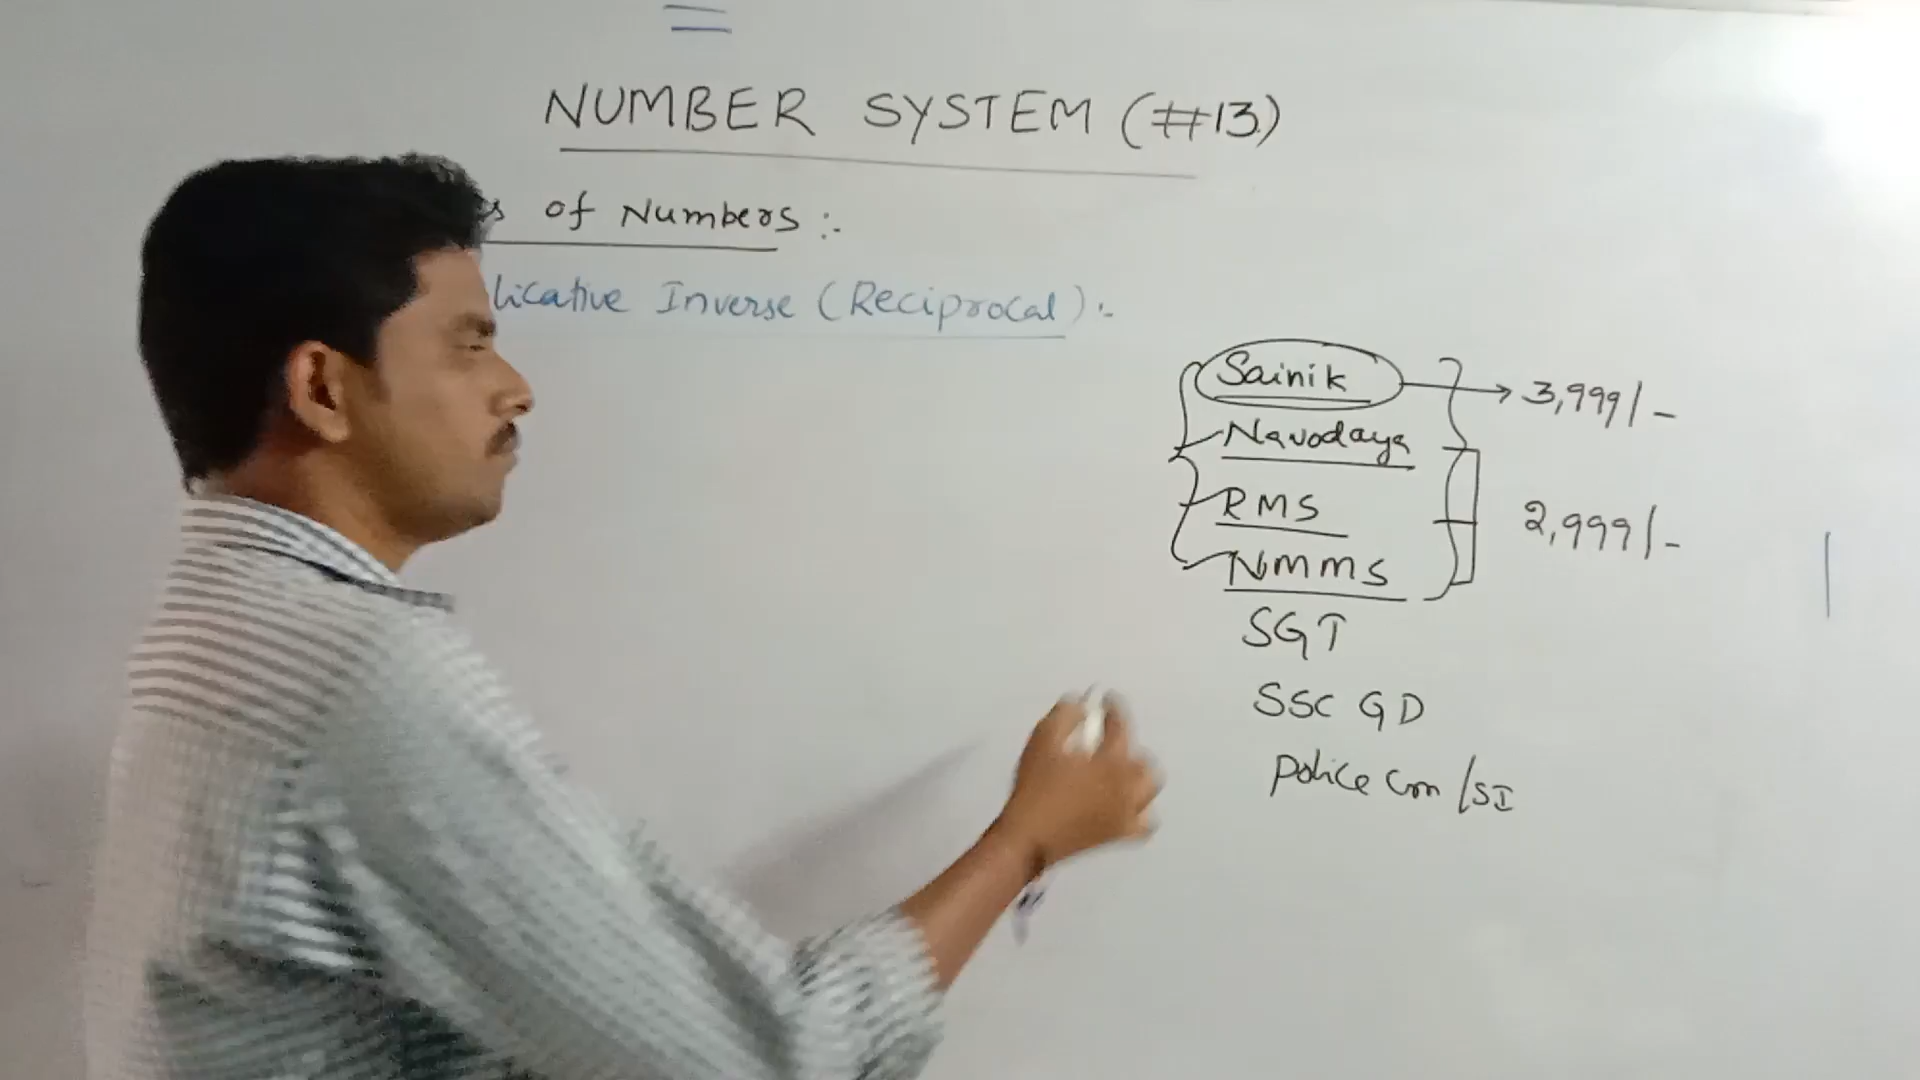 NUMBER SYSTEM (#13)
of Numbers :-
licative Inverse (Reciprocal) :-
Sainik → 3,999/-
Navodaya
RMS
2,999/-
NMMS
SGT
SSC GD
Police Con /SI